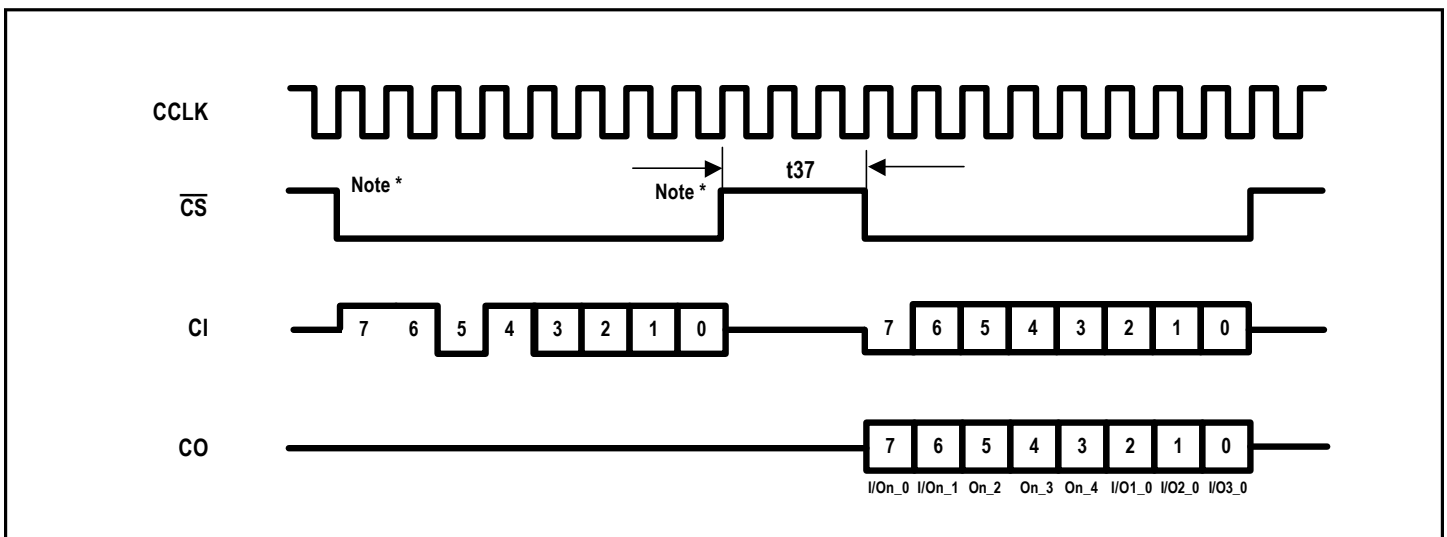 CCLK
t37
Note * Note *
CS
CI 7 6 5 4 3 2 1 0 7 6 5 4 3 2 1 0
CO 7 6 5 4 3 2 1 0
I/On_0 I/On_1 On_2 On_3 On_4 I/O1_0 I/O2_0 I/O3_0